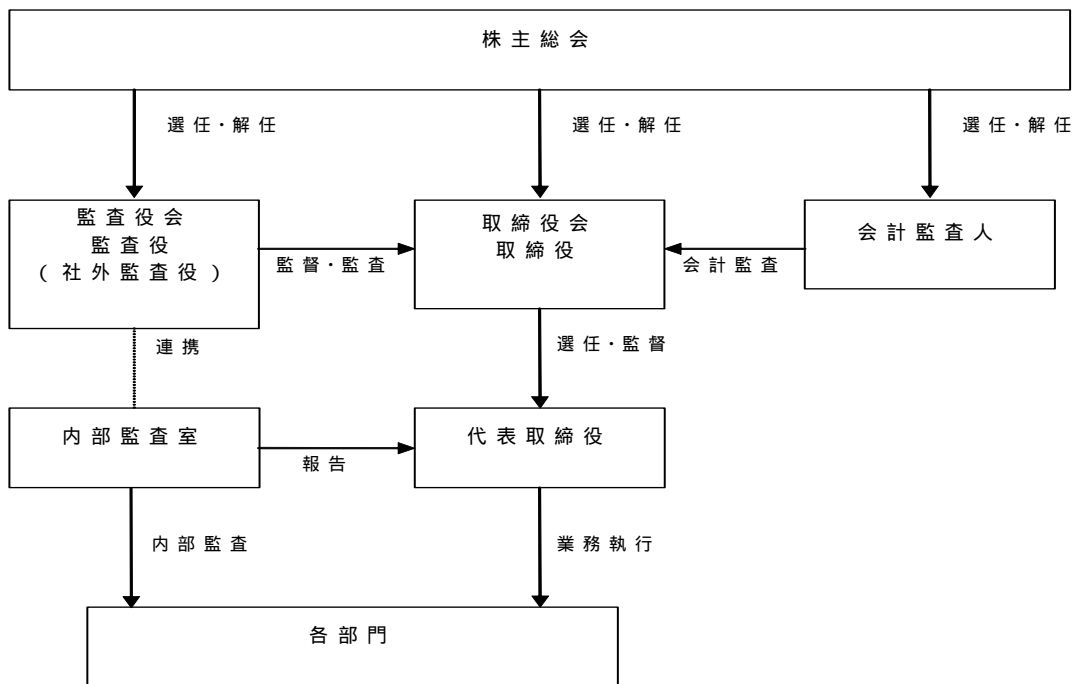 株主総会
選任・解任
選任・解任
選任・解任
監査役会
監査役
(社外監査役)
取締役会
取締役
会計監査人
監督・監査
会計監査
連携
選任・監督
内部監査室
代表取締役
報告
内部監査
業務執行
各部門